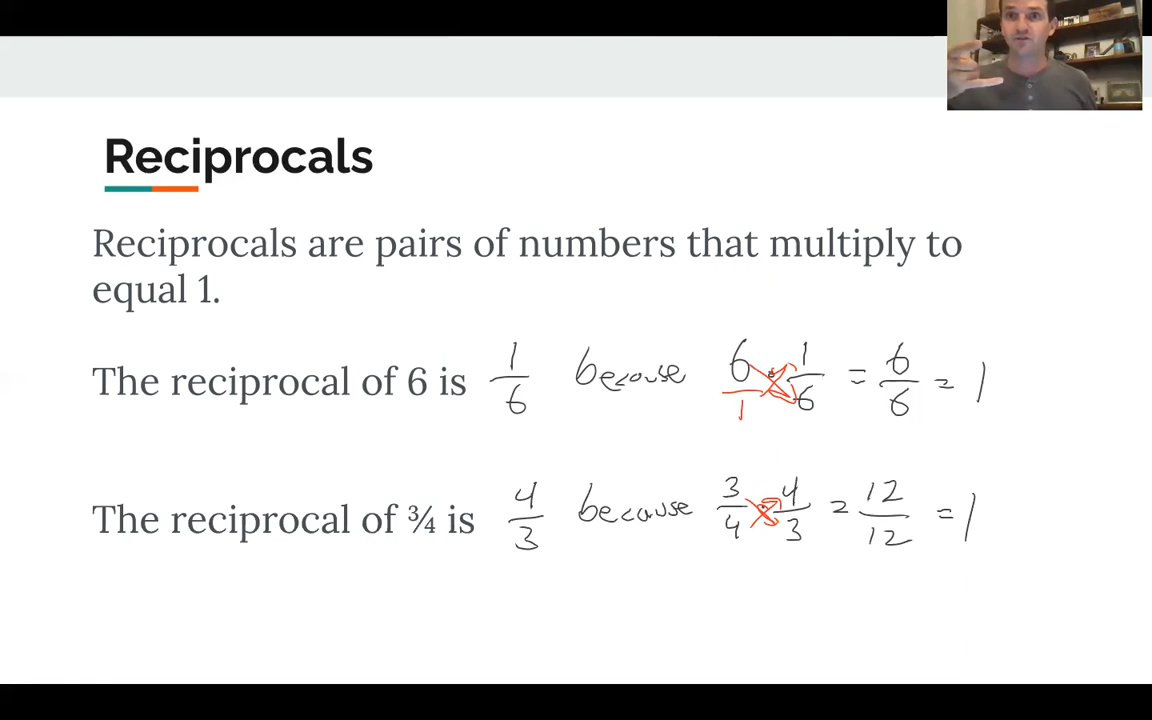 Reciprocals
Reciprocals are pairs of numbers that multiply to
equal 1.
The reciprocal of 6 is 1/6 because 6/1 · 1/6 = 6/6 = 1
The reciprocal of ¾ is 4/3 because 3/4 · 4/3 = 12/12 = 1